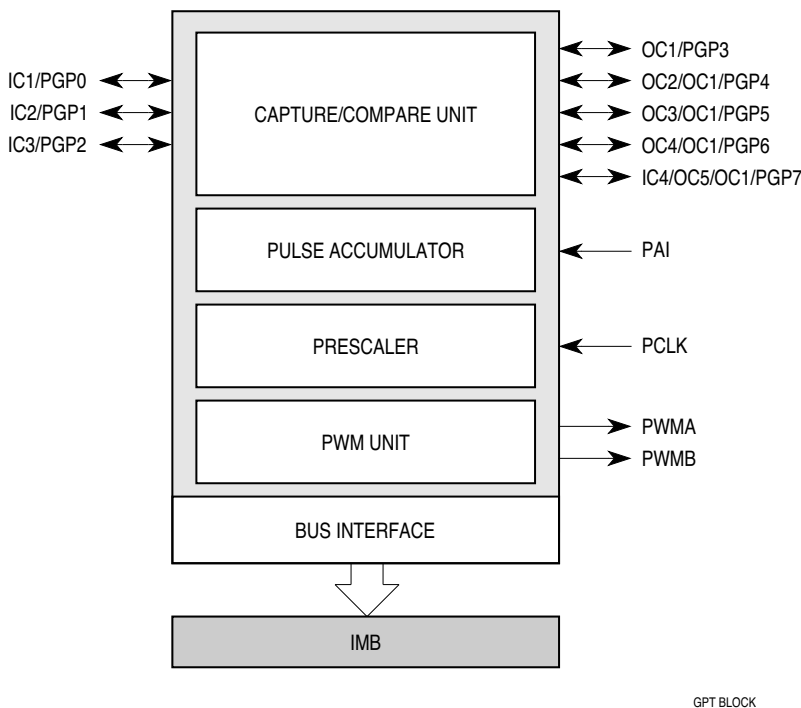 OC1/PGP3
IC1/PGP0
OC2/OC1/PGP4
IC2/PGP1
CAPTURE/COMPARE UNIT
OC3/OC1/PGP5
IC3/PGP2
OC4/OC1/PGP6
IC4/OC5/OC1/PGP7
PULSE ACCUMULATOR
PAI
PRESCALER
PCLK
PWM UNIT
PWMA
PWMB
BUS INTERFACE
IMB
GPT BLOCK